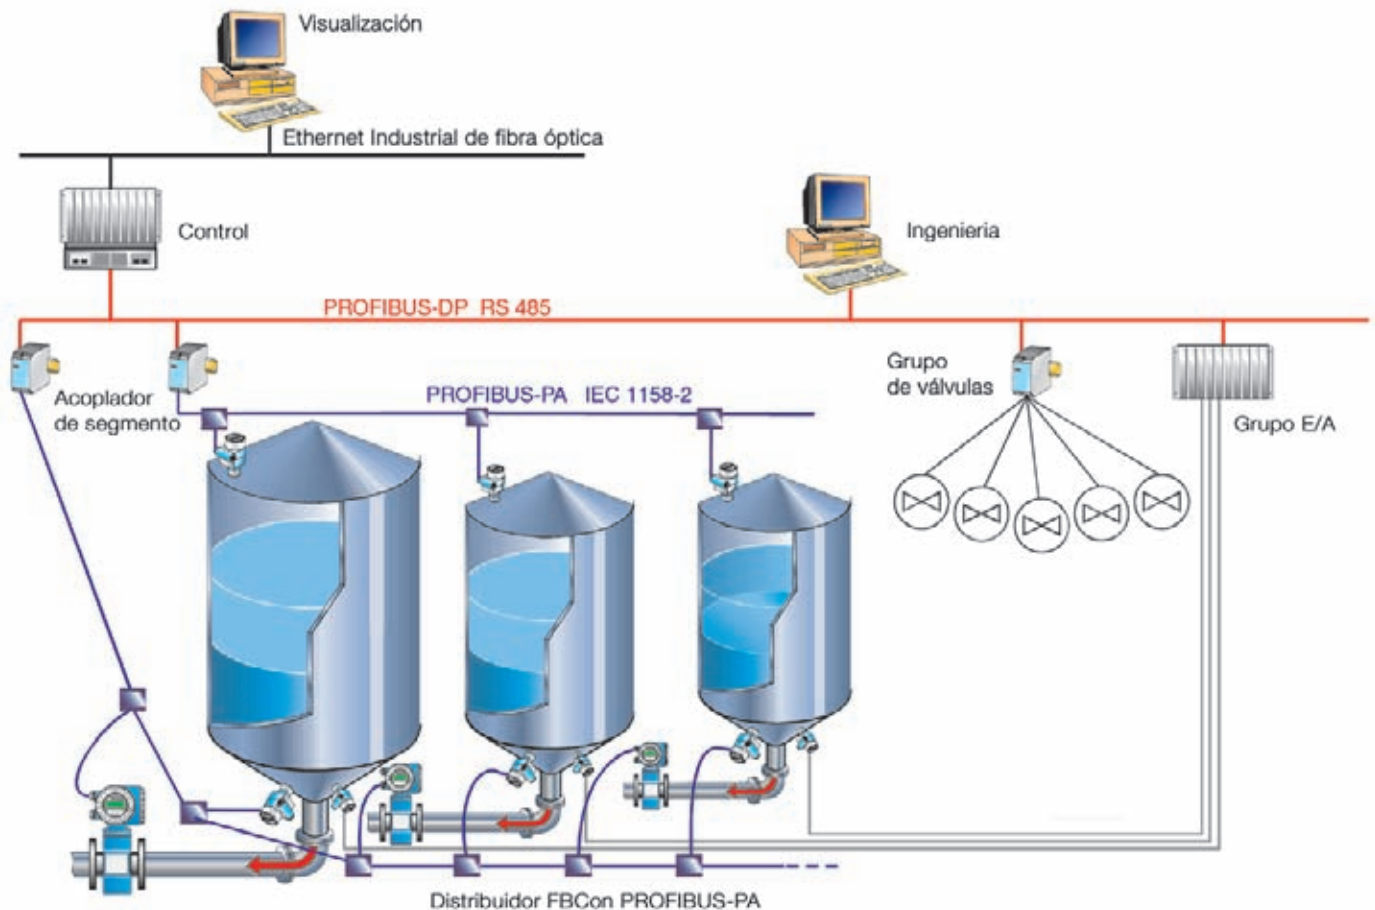 Visualización
Ethernet Industrial de fibra óptica
Control
Ingenieria
PROFIBUS-DP RS 485
Acoplador
de segmento
PROFIBUS-PA IEC 1158-2
Grupo
de válvulas
Grupo E/A
Distribuidor FBCon PROFIBUS-PA